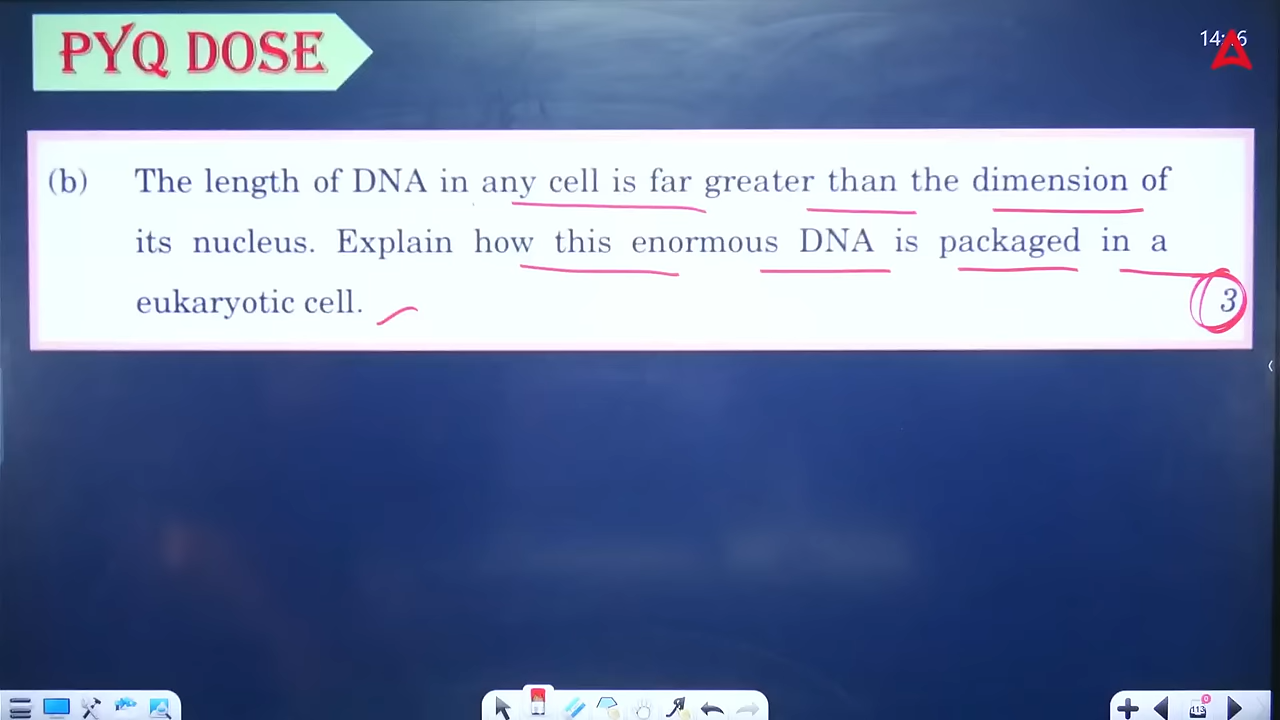 PYQ DOSE
(b) The length of DNA in any cell is far greater than the dimension of
its nucleus. Explain how this enormous DNA is packaged in a
eukaryotic cell. 3
113